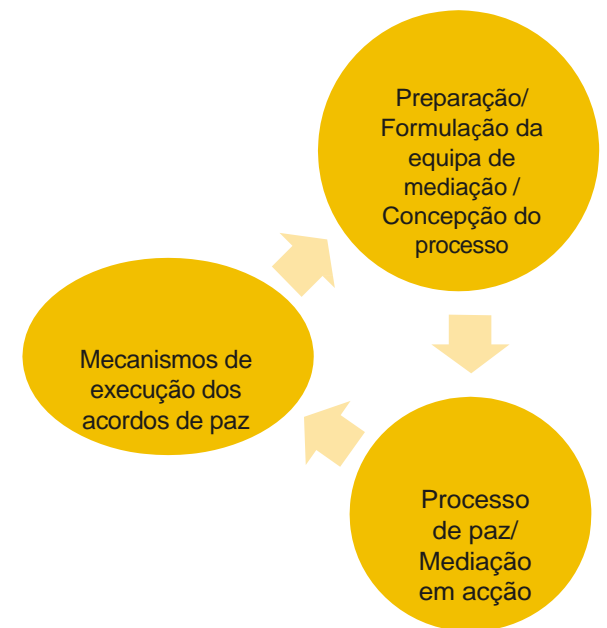 Preparação/
Formulação da
equipa de
mediação /
Concepção do
processo
Mecanismos de
execução dos
acordos de paz
Processo
de paz/
Mediação
em acção